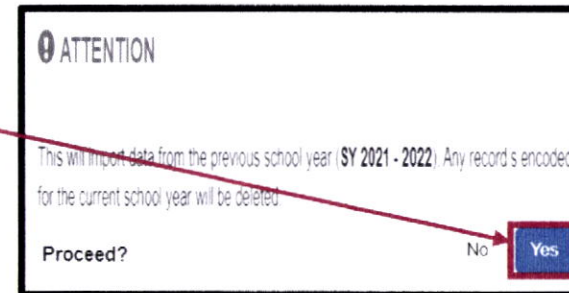 ATTENTION
This will import data from the previous school year (SY 2021 - 2022). Any record s encoded
for the current school year will be deleted.
Proceed?
No
Yes